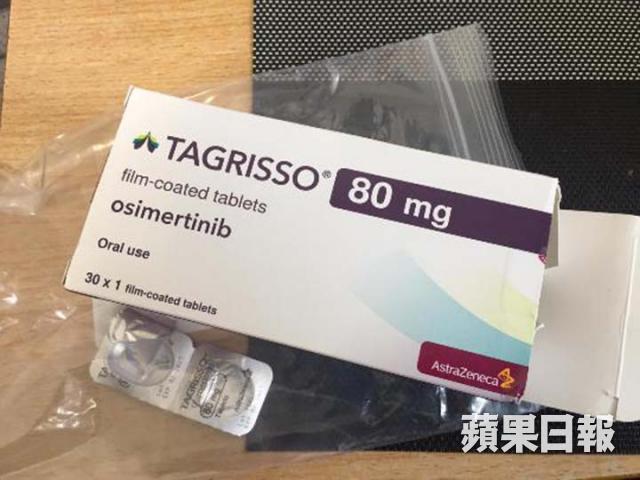 TAGRISSO® 80 mg
film-coated tablets
osimertinib
Oral use
30 x 1 film-coated tablets
AstraZeneca
TAGRISSO
蘋果日報